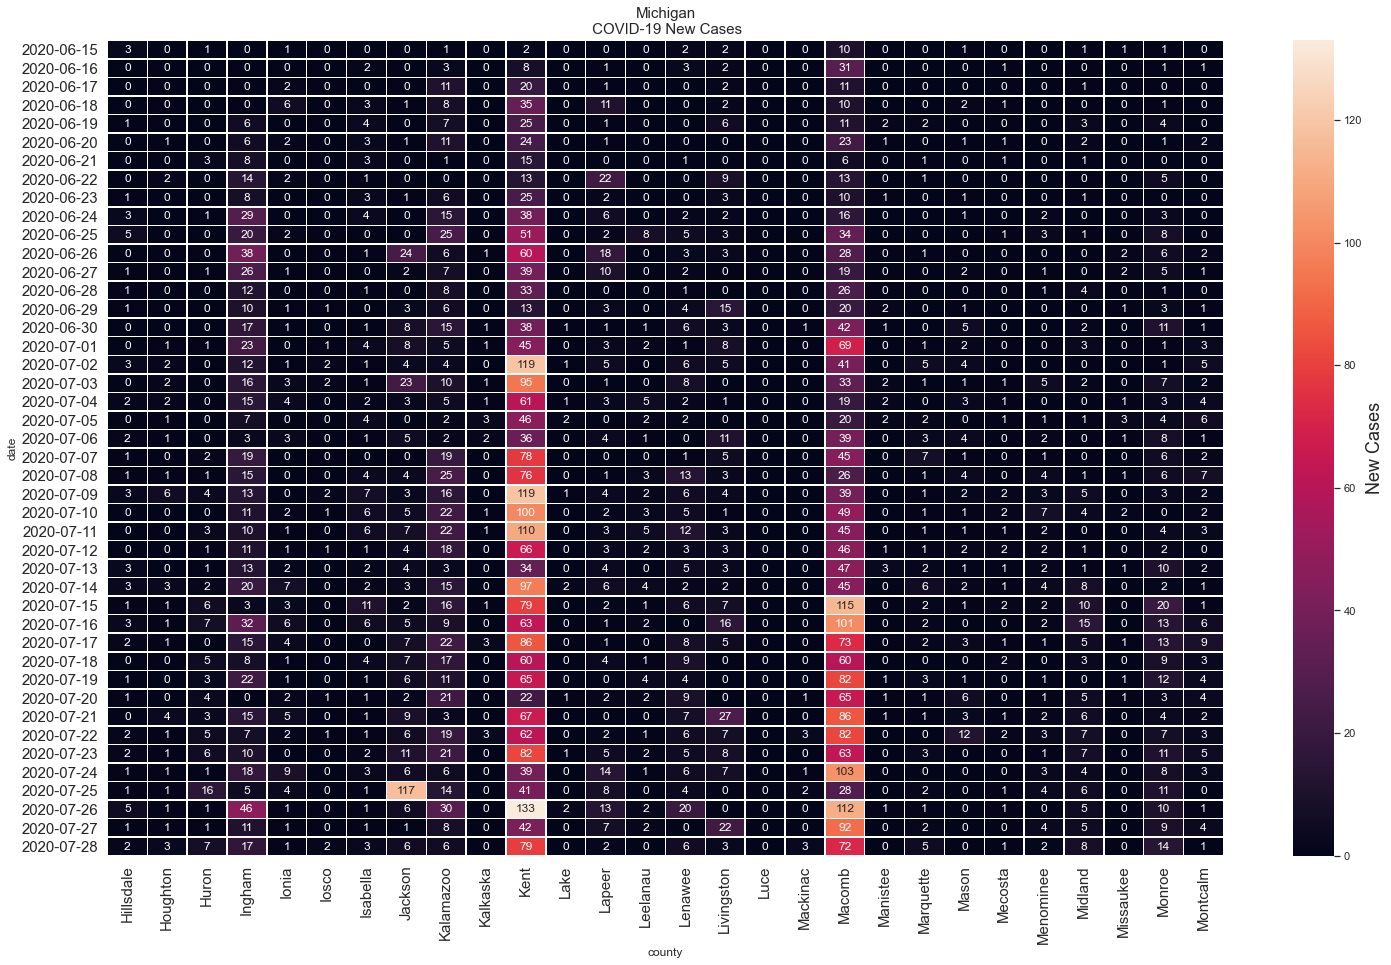 Michigan
COVID-19 New Cases
2020-06-15 3 0 1 0 1 0 0 0 1 0 2 0 0 0 2 2 0 0 10 0 0 1 0 0 1 1 1 0
2020-06-16 0 0 0 0 0 0 2 0 3 0 8 0 1 0 3 2 0 0 31 0 0 0 1 0 0 0 1 1
2020-06-17 0 0 0 0 2 0 0 0 11 0 20 0 1 0 0 2 0 0 11 0 0 0 0 0 1 0 0 0
2020-06-18 0 0 0 0 6 0 3 1 8 0 35 0 11 0 0 2 0 0 10 0 0 2 1 0 0 0 1 0
2020-06-19 1 0 0 6 0 0 4 0 7 0 25 0 1 0 0 6 0 0 11 2 2 0 0 0 3 0 4 0
2020-06-20 0 1 0 6 2 0 3 1 11 0 24 0 1 0 0 0 0 0 23 1 0 1 1 0 2 0 1 2
2020-06-21 0 0 3 8 0 0 3 0 1 0 15 0 0 0 1 0 0 0 6 0 1 0 1 0 1 0 0 0
2020-06-22 0 2 0 14 2 0 1 0 0 0 13 0 22 0 0 9 0 0 13 0 1 0 0 0 0 0 5 0
2020-06-23 1 0 0 8 0 0 3 1 6 0 25 0 2 0 0 3 0 0 10 1 0 1 0 0 1 0 0 0
2020-06-24 3 0 1 29 0 0 4 0 15 0 38 0 6 0 2 2 0 0 16 0 0 1 0 2 0 0 3 0
2020-06-25 5 0 0 20 2 0 0 0 25 0 51 0 2 8 5 3 0 0 34 0 0 0 1 3 1 0 8 0
2020-06-26 0 0 0 38 0 0 1 24 6 1 60 0 18 0 3 3 0 0 28 0 1 0 0 0 0 2 6 2
2020-06-27 1 0 1 26 1 0 0 2 7 0 39 0 10 0 2 0 0 0 19 0 0 2 0 1 0 2 5 1
2020-06-28 1 0 0 12 0 0 1 0 8 0 33 0 0 0 1 0 0 0 26 0 0 0 0 1 4 0 1 0
2020-06-29 1 0 0 10 1 1 0 3 6 0 13 0 3 0 4 15 0 0 20 2 0 1 0 0 0 1 3 1
2020-06-30 0 0 0 17 1 0 1 8 15 1 38 1 1 1 6 3 0 1 42 1 0 5 0 0 2 0 11 1
2020-07-01 0 1 1 23 0 1 4 8 5 1 45 0 3 2 1 8 0 0 69 0 1 2 0 0 3 0 1 3
2020-07-02 3 2 0 12 1 2 1 4 4 0 119 1 5 0 6 5 0 0 41 0 5 4 0 0 0 0 1 5
2020-07-03 0 2 0 16 3 2 1 23 10 1 95 0 1 0 8 0 0 0 33 2 1 1 1 5 2 0 7 2
2020-07-04 2 2 0 15 4 0 2 3 5 1 61 1 3 5 2 1 0 0 19 2 0 3 1 0 0 1 3 4
2020-07-05 0 1 0 7 0 0 4 0 2 3 46 2 0 2 2 0 0 0 20 2 2 0 1 1 1 3 4 6
2020-07-06 2 1 0 3 3 0 1 5 2 2 36 0 4 1 0 11 0 0 39 0 3 4 0 2 0 1 8 1
2020-07-07 1 0 2 19 0 0 0 0 19 0 78 0 0 0 1 5 0 0 45 0 7 1 0 1 0 0 6 2
2020-07-08 1 1 1 15 0 0 4 4 25 0 76 0 1 3 13 3 0 0 26 0 1 4 0 4 1 1 6 7
2020-07-09 3 6 4 13 0 2 7 3 16 0 119 1 4 2 6 4 0 0 39 0 1 2 2 3 5 0 3 2
2020-07-10 0 0 0 11 2 1 6 5 22 1 100 0 2 3 5 1 0 0 49 0 1 1 2 7 4 2 0 2
2020-07-11 0 0 3 10 1 0 6 7 22 1 110 0 3 5 12 3 0 0 45 0 1 1 1 2 0 0 4 3
2020-07-12 0 0 1 11 1 1 1 4 18 0 66 0 3 2 3 3 0 0 46 1 1 2 2 2 1 0 2 0
2020-07-13 3 0 1 13 2 0 2 4 3 0 34 0 4 0 5 3 0 0 47 3 2 1 1 2 1 1 10 2
2020-07-14 3 3 2 20 7 0 2 3 15 0 97 2 6 4 2 2 0 0 45 0 6 2 1 4 8 0 2 1
2020-07-15 1 1 6 3 3 0 11 2 16 1 79 0 2 1 6 7 0 0 115 0 2 1 2 2 10 0 20 1
2020-07-16 3 1 7 32 6 0 6 5 9 0 63 0 1 2 0 16 0 0 101 0 2 0 0 2 15 0 13 6
2020-07-17 2 1 0 15 4 0 0 7 22 3 86 0 1 0 8 5 0 0 73 0 2 3 1 1 5 1 13 9
2020-07-18 0 0 5 8 1 0 4 7 17 0 60 0 4 1 9 0 0 0 60 0 0 0 2 0 3 0 9 3
2020-07-19 1 0 3 22 1 0 1 6 11 0 65 0 0 4 4 0 0 0 82 1 3 1 0 1 0 1 12 4
2020-07-20 1 0 4 0 2 1 1 2 21 0 22 1 2 2 9 0 0 1 65 1 1 6 0 1 5 1 3 4
2020-07-21 0 4 3 15 5 0 1 9 3 0 67 0 0 0 7 27 0 0 86 1 1 3 1 2 6 0 4 2
2020-07-22 2 1 5 7 2 1 1 6 19 3 62 0 2 1 6 7 0 3 82 0 0 12 2 3 7 0 7 3
2020-07-23 2 1 6 10 0 0 2 11 21 0 82 1 5 2 5 8 0 0 63 0 3 0 0 1 7 0 11 5
2020-07-24 1 1 1 18 9 0 3 6 6 0 39 0 14 1 6 7 0 1 103 0 0 0 0 3 4 0 8 3
2020-07-25 1 1 16 5 4 0 1 117 14 0 41 0 8 0 4 0 0 2 28 0 2 0 1 4 6 0 11 0
2020-07-26 5 1 1 46 1 0 1 6 30 0 133 2 13 2 20 0 0 0 112 1 1 0 1 0 5 0 10 1
2020-07-27 1 1 1 11 1 0 1 1 8 0 42 0 7 2 0 22 0 0 92 0 2 0 0 4 5 0 9 4
2020-07-28 2 3 7 17 1 2 3 6 6 0 79 2 0 0 6 3 0 3 72 0 5 0 1 2 8 0 14 1
Hillsdale Houghton Huron Ingham Ionia Iosco Isabella Jackson Kalamazoo Kalkaska Kent Lake Lapeer Leelanau Lenawee Livingston Luce Mackinac Macomb Manistee Marquette Mason Mecosta Menominee Midland Missaukee Monroe Montcalm
county
date
120
100
80
60
40
20
0
New Cases